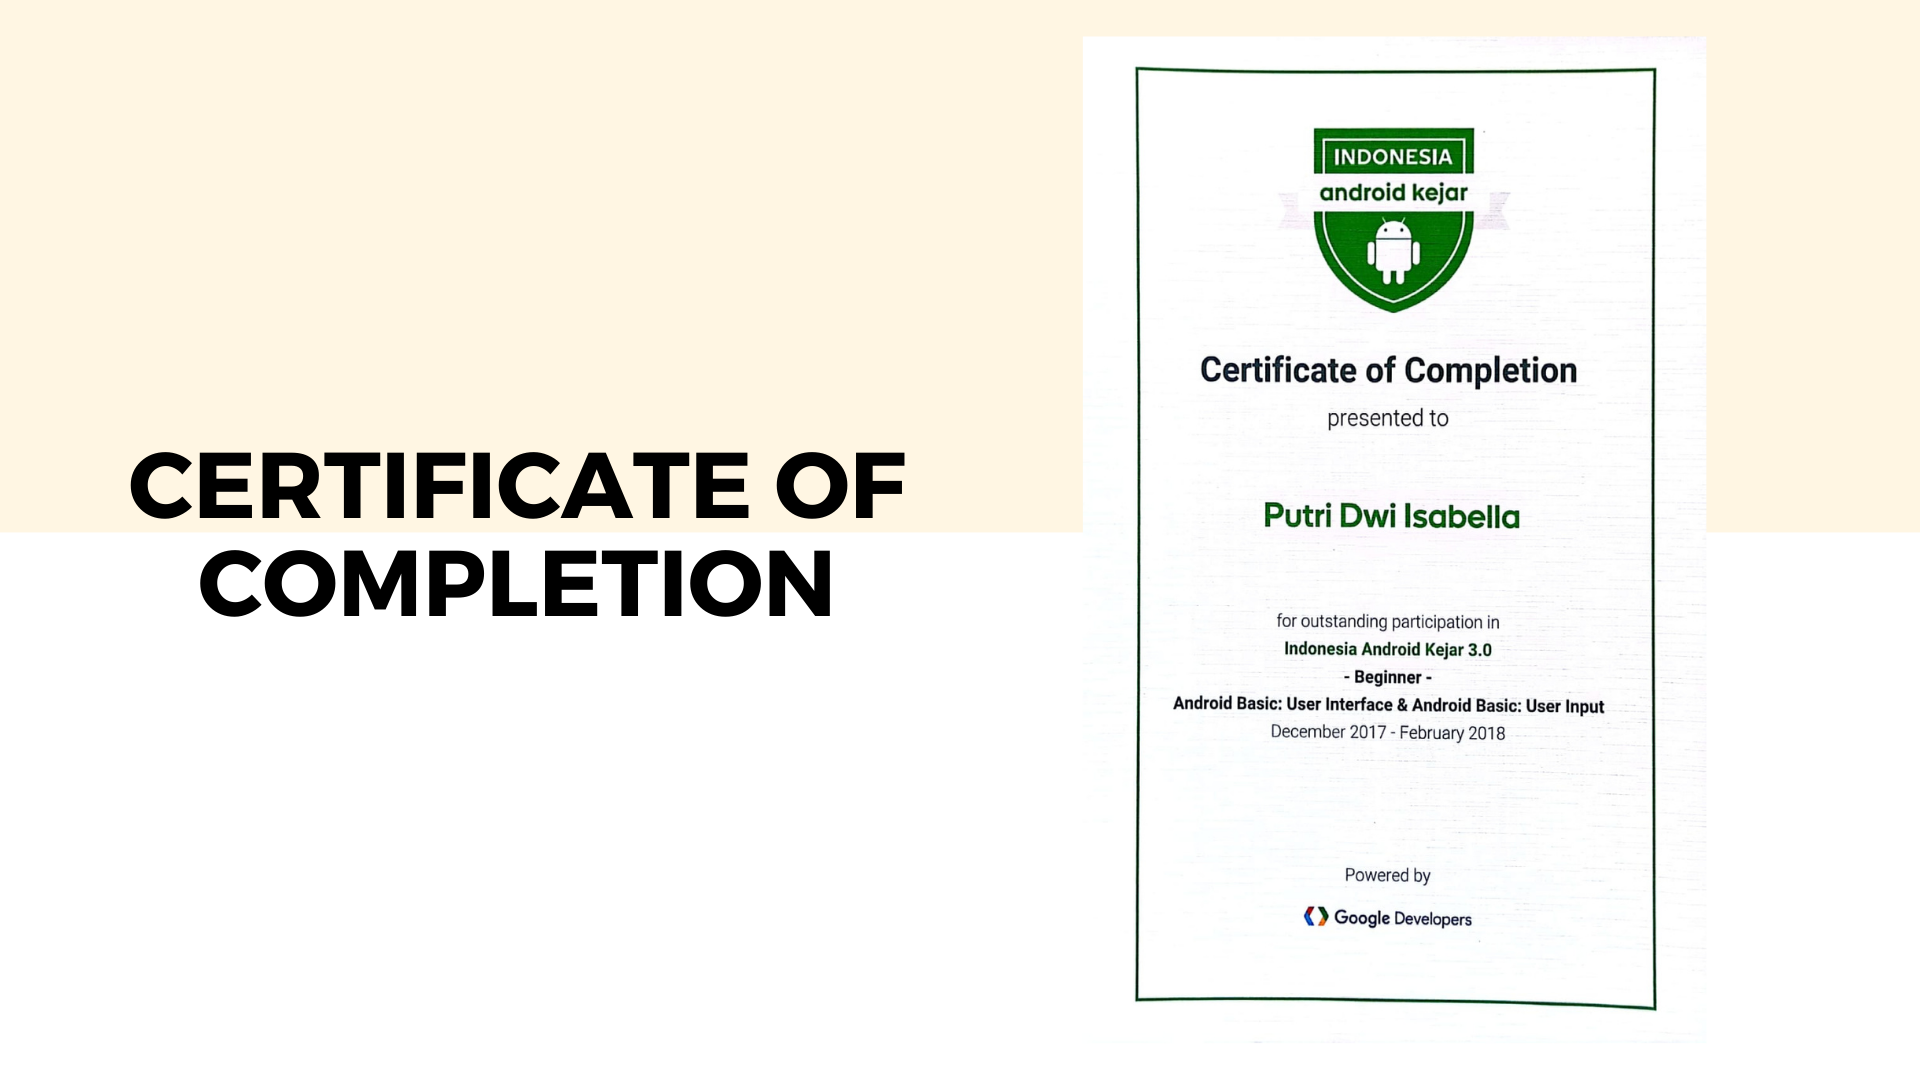 CERTIFICATE OF
COMPLETION
INDONESIA
android kejar
Certificate of Completion
presented to
Putri Dwi Isabella
for outstanding participation in
Indonesia Android Kejar 3.0
- Beginner -
Android Basic: User Interface & Android Basic: User Input
December 2017 - February 2018
Powered by
Google Developers